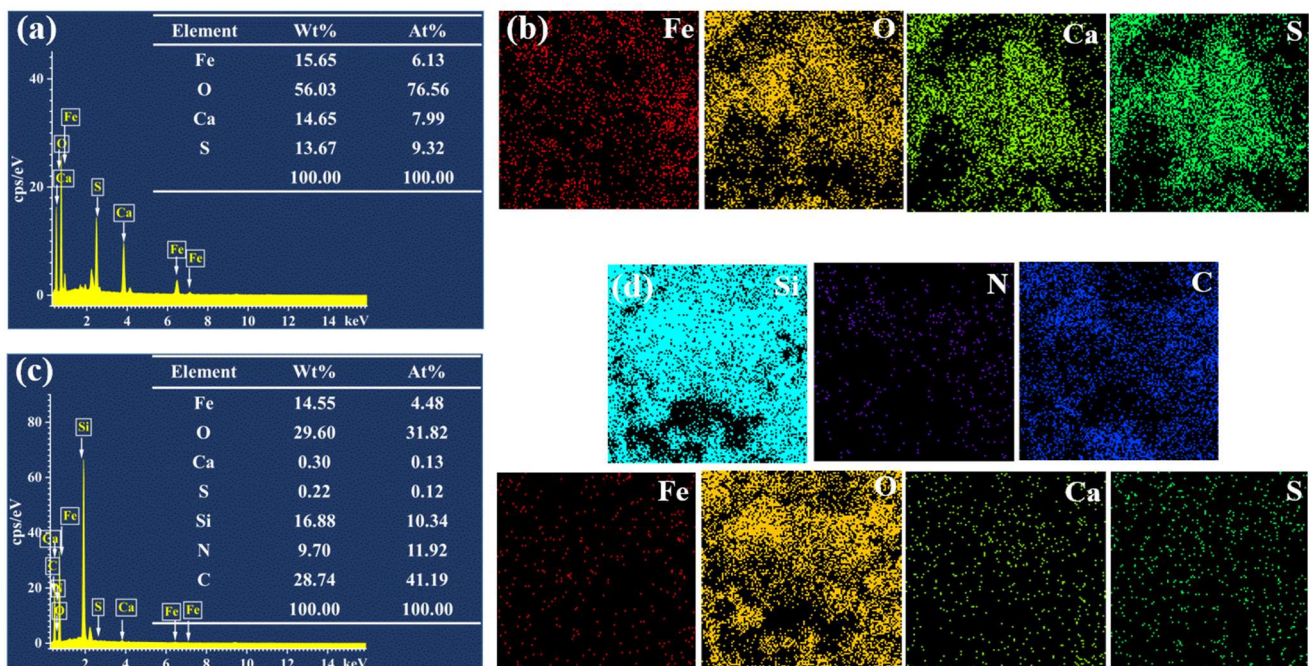 (a)
Element Wt% At%
Fe 15.65 6.13
O 56.03 76.56
Ca 14.65 7.99
S 13.67 9.32
100.00 100.00
40
20
0
cps/eV
Fe
O
Ca
S
Ca
Fe
Fe
2 4 6 8 10 12 14 keV
(b)
Fe
O
Ca
S
(c)
Element Wt% At%
Fe 14.55 4.48
O 29.60 31.82
Ca 0.30 0.13
S 0.22 0.12
Si 16.88 10.34
N 9.70 11.92
C 28.74 41.19
100.00 100.00
80
60
40
20
0
cps/eV
Si
Fe
Ca
C
O
S
Ca
Fe
Fe
2 4 6 8 10 12 14 keV
(d)
Si
N
C
Fe
O
Ca
S